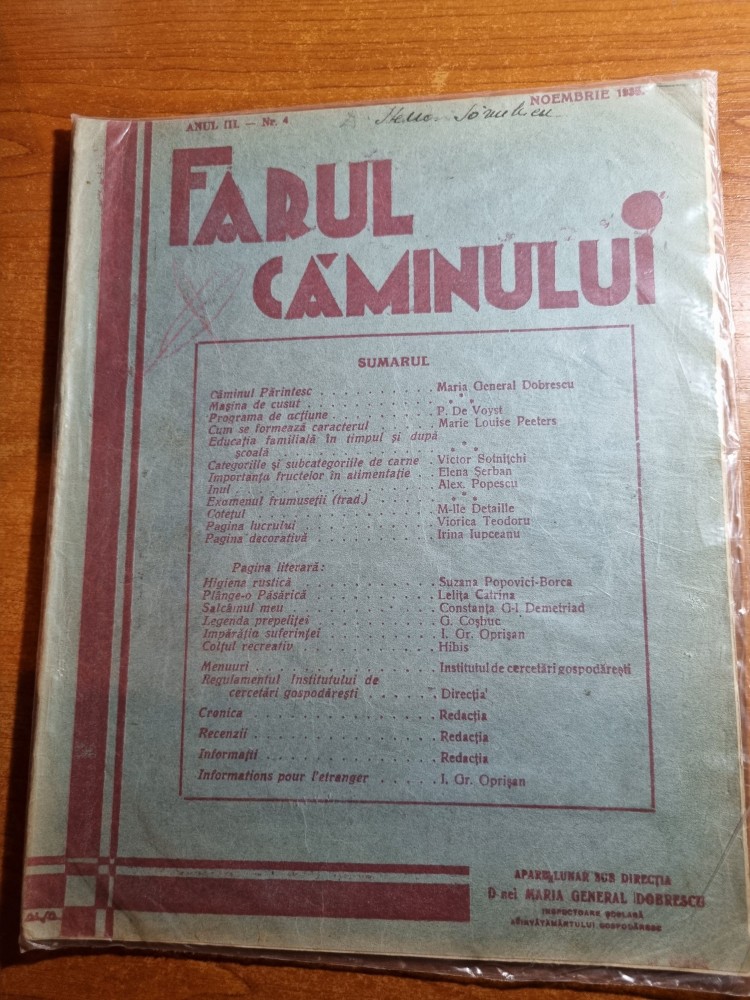 ANUL III. — Nr. 4
NOEMBRIE
FARUL
CĂMINULUI
SUMARUL
Căminul Părintesc . . . . . . . . . . Maria General Dobrescu
Mașina de cusut . . . . . . . . . . * * *
Programa de acțiune . . . . . . . . . P. De Voyst
Cum se formează caracterul . . . . . Marie Louise Peeters
Educația familială în timpul și după
școală . . . . . . . . . . . . . * * *
Categoriile și subcategoriile de carne . Victor Sotnițchi
Importanța fructelor în alimentație . . Elena Șerban
Inul . . . . . . . . . . . . . . . Alex. Popescu
Examenul frumuseții (trad.) . . . . . * * *
Cotețul . . . . . . . . . . . . . . M-lle Detaille
Pagina lucrului . . . . . . . . . . Viorica Teodoru
Pagina decorativă . . . . . . . . . Irina Iupceanu
Pagina literară:
Higiena rustică . . . . . . . . . . Suzana Popovici-Borca
Plânge-o Păsărică . . . . . . . . . Lelița Catrina
Salcâmul meu . . . . . . . . . . . Constanța G-l Demetriad
Legenda prepeliței . . . . . . . . . G. Coșbuc
Impărăția suferinței . . . . . . . . I. Gr. Oprișan
Colțul recreativ . . . . . . . . . . Hibis
Menuuri . . . . . . . . . . . . . Institutul de cercetări gospodărești
Regulamentul Institutului de
cercetări gospodărești . . . . . . Direcția
Cronica . . . . . . . . . . . . . Redacția
Recenzii . . . . . . . . . . . . . Redacția
Informații . . . . . . . . . . . . Redacția
Informations pour l'etranger . . . . . I. Gr. Oprișan
APARE LUNAR SUB DIRECȚIA
D-nei MARIA GENERAL DOBRESCU
INSPECTOARE ȘCOLARĂ
A ÎNVĂȚĂMÂNTULUI GOSPODĂRESC